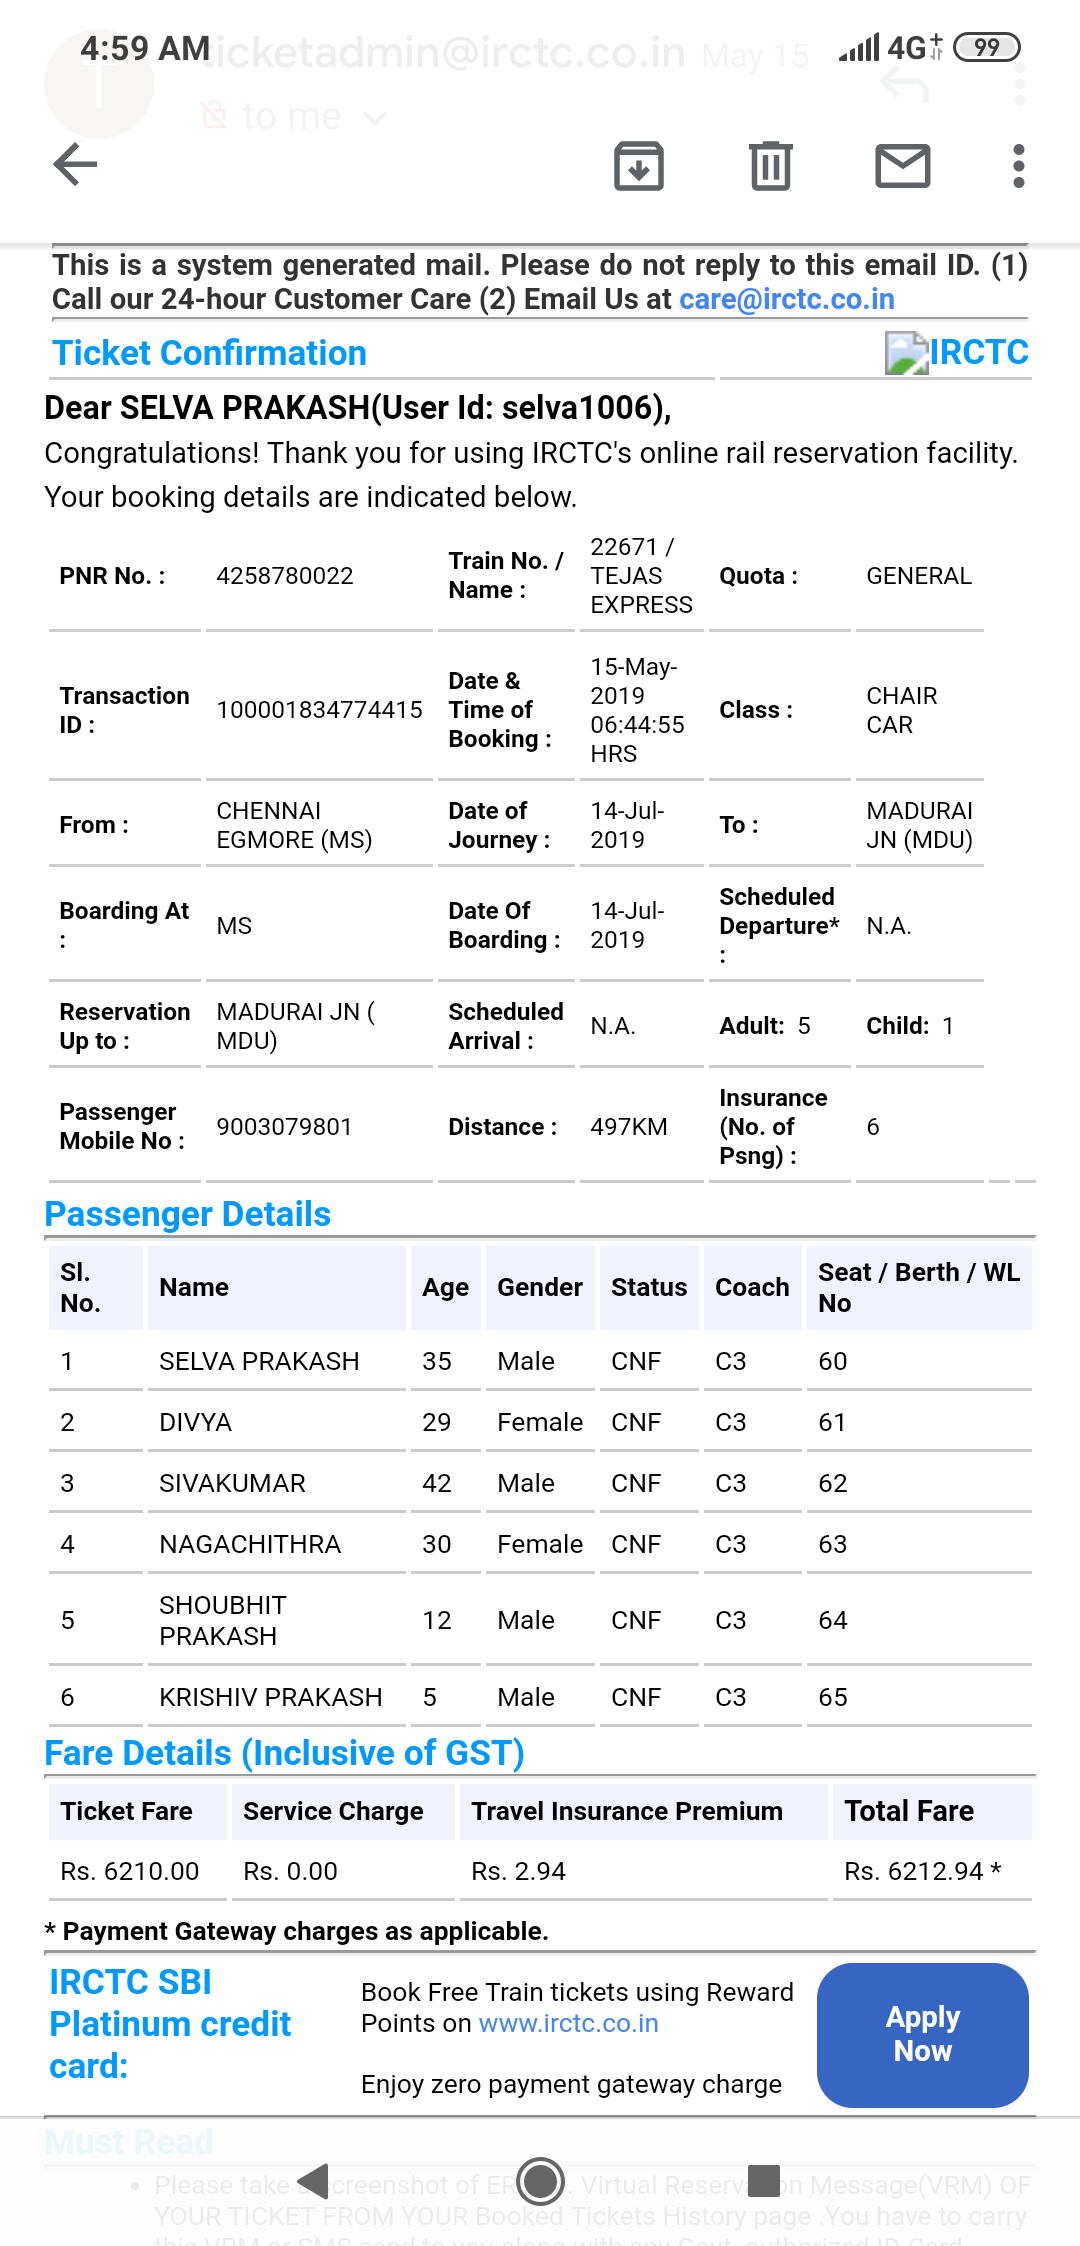 4:59 AM
ticketadmin@irctc.co.in May 15
4G+
99
T
to me
This is a system generated mail. Please do not reply to this email ID. (1)
Call our 24-hour Customer Care (2) Email Us at care@irctc.co.in
Ticket Confirmation
IRCTC
Dear SELVA PRAKASH(User Id: selva1006),
Congratulations! Thank you for using IRCTC's online rail reservation facility.
Your booking details are indicated below.
PNR No. : 4258780022 Train No. / Name : 22671 / TEJAS EXPRESS Quota : GENERAL
Transaction ID : 100001834774415 Date & Time of Booking : 15-May-2019 06:44:55 HRS Class : CHAIR CAR
From : CHENNAI EGMORE (MS) Date of Journey : 14-Jul-2019 To : MADURAI JN (MDU)
Boarding At : MS Date Of Boarding : 14-Jul-2019 Scheduled Departure* : N.A.
Reservation Up to : MADURAI JN ( MDU) Scheduled Arrival : N.A. Adult: 5 Child: 1
Passenger Mobile No : 9003079801 Distance : 497KM Insurance (No. of Psng) : 6
Passenger Details
Sl. No. Name Age Gender Status Coach Seat / Berth / WL No
1 SELVA PRAKASH 35 Male CNF C3 60
2 DIVYA 29 Female CNF C3 61
3 SIVAKUMAR 42 Male CNF C3 62
4 NAGACHITHRA 30 Female CNF C3 63
5 SHOUBHIT PRAKASH 12 Male CNF C3 64
6 KRISHIV PRAKASH 5 Male CNF C3 65
Fare Details (Inclusive of GST)
Ticket Fare Service Charge Travel Insurance Premium Total Fare
Rs. 6210.00 Rs. 0.00 Rs. 2.94 Rs. 6212.94 *
* Payment Gateway charges as applicable.
IRCTC SBI
Platinum credit
card:
Book Free Train tickets using Reward
Points on www.irctc.co.in
Enjoy zero payment gateway charge
Apply
Now
Must Read
• Please take screenshot of Virtual Message(VRM) OF
YOUR TICKET FROM YOUR Booked Tickets History page .You have to carry